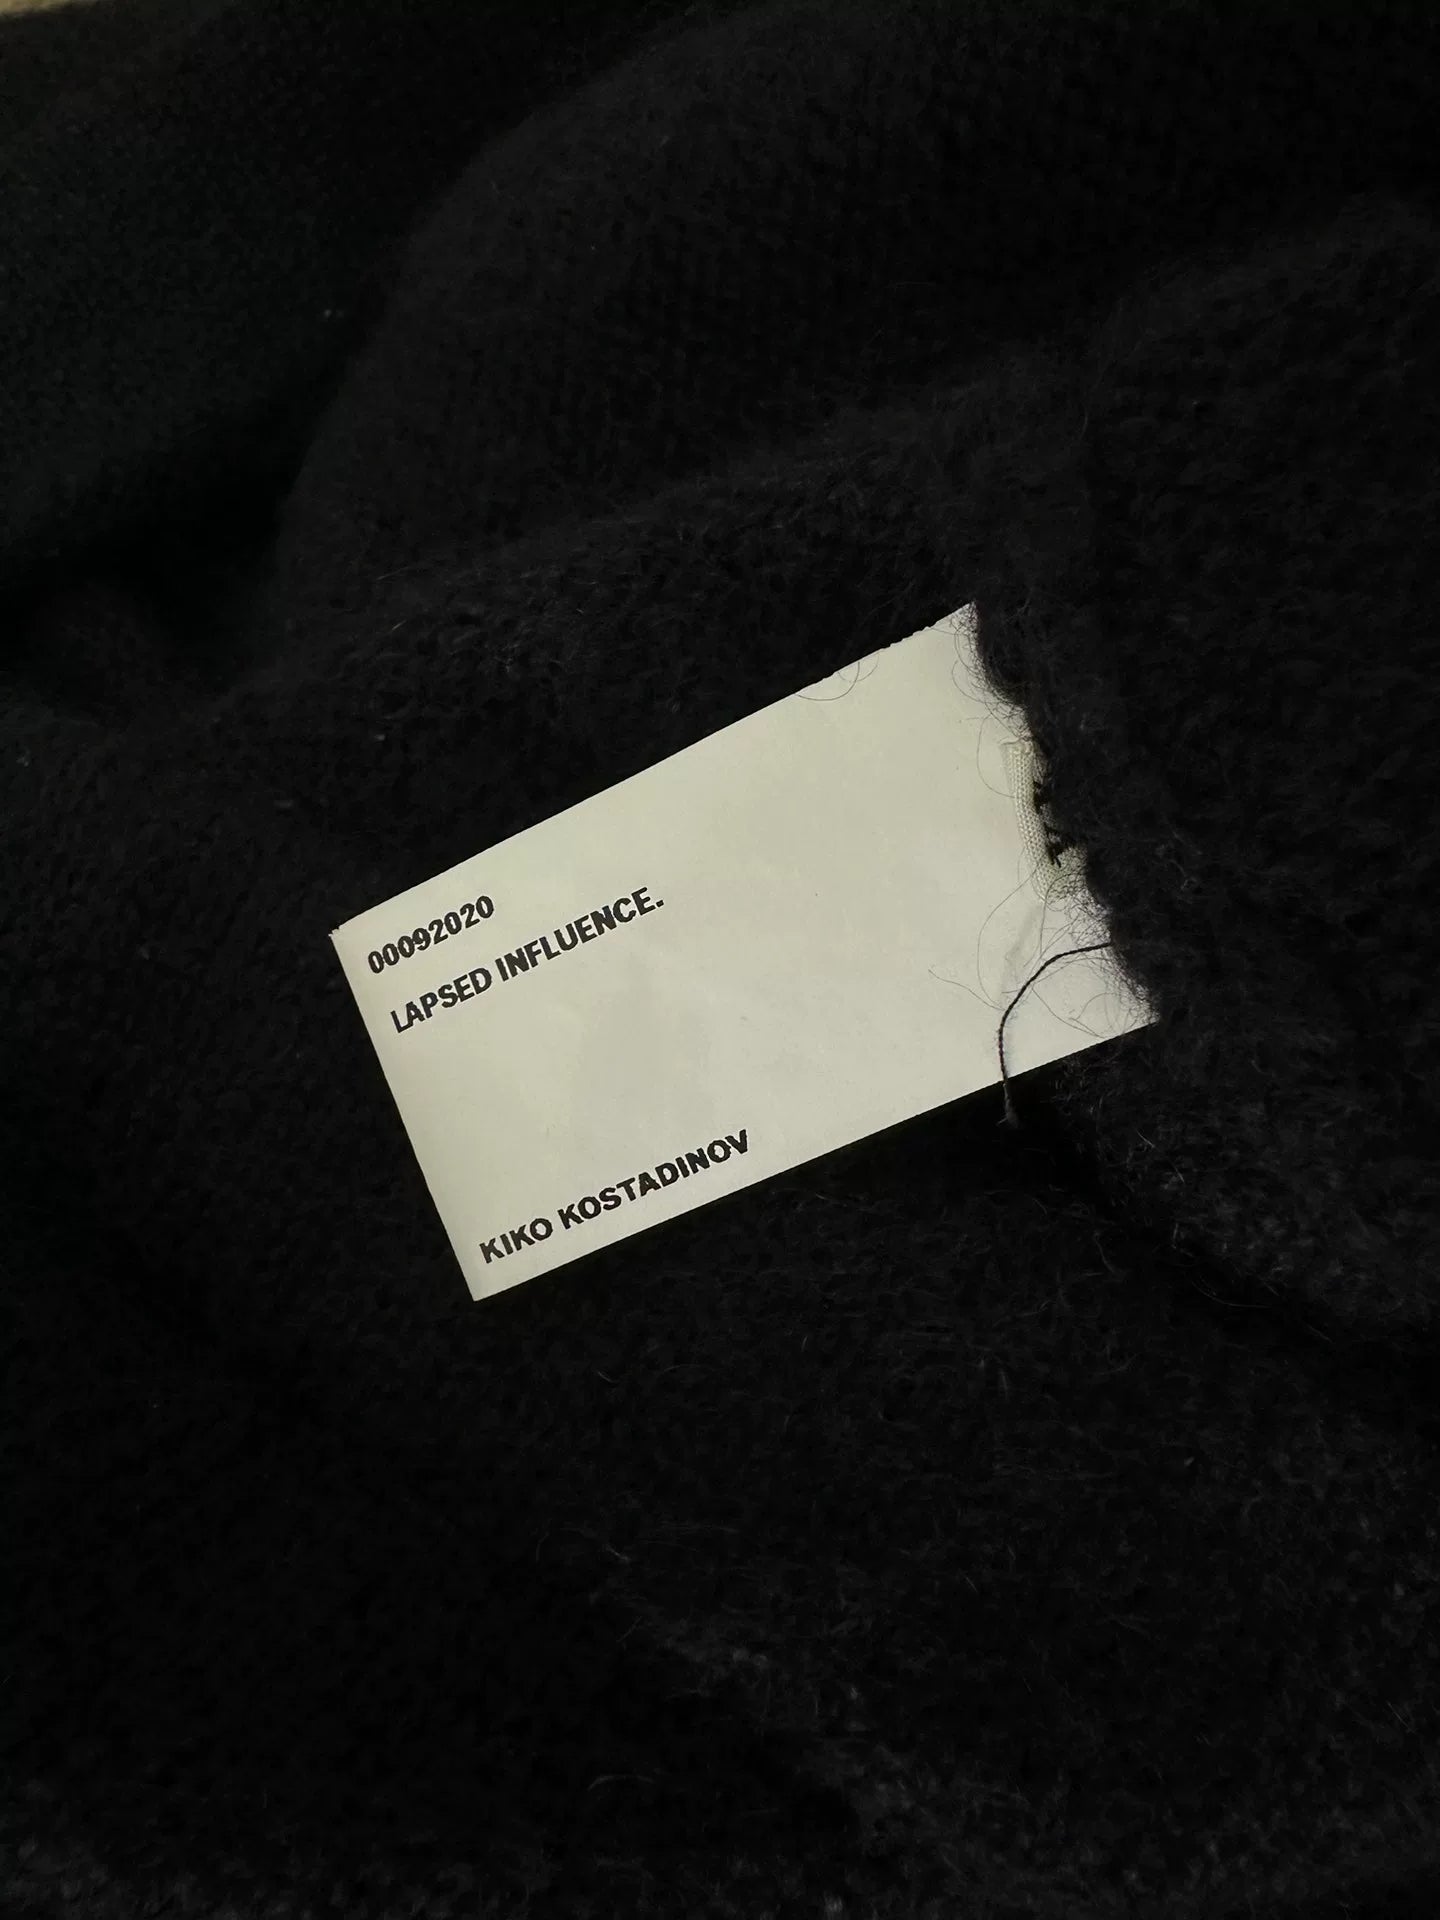 00092020
LAPSED INFLUENCE.
KIKO KOSTADINOV